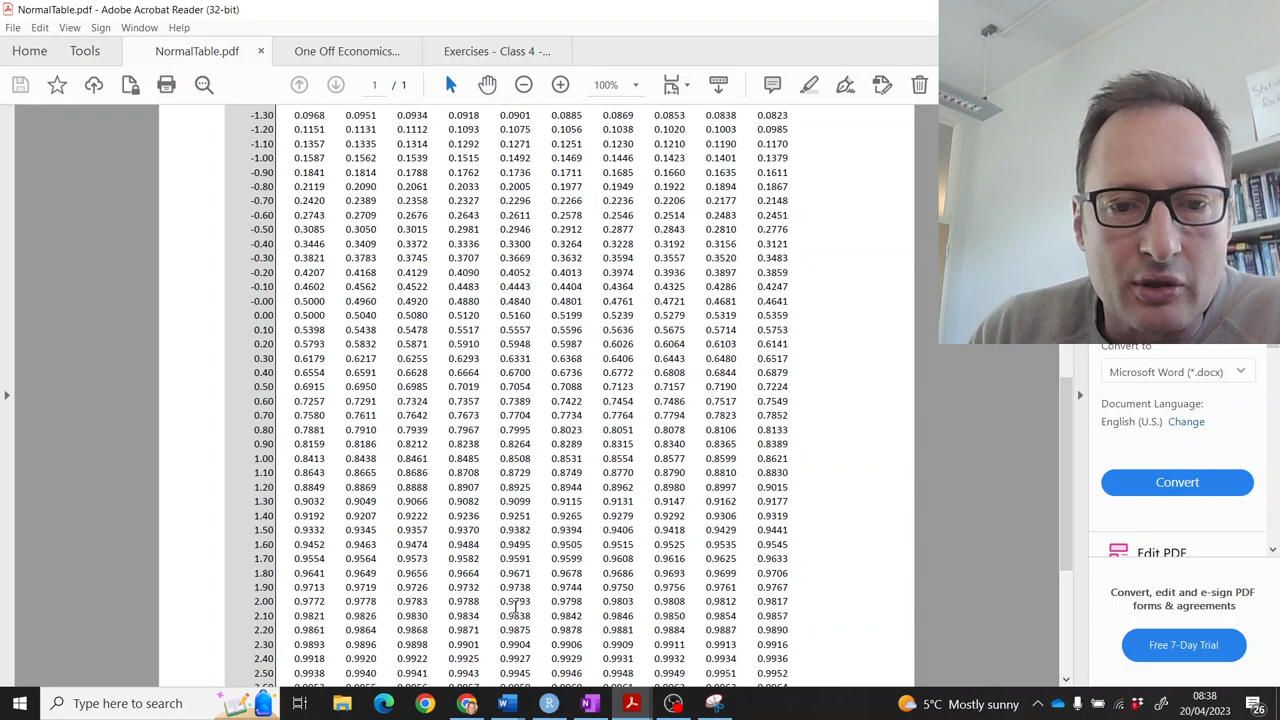 NormalTable.pdf - Adobe Acrobat Reader (32-bit)
File Edit View Sign Window Help
Home Tools NormalTable.pdf × One Off Economics... Exercises - Class 4 -...
1 / 1 100%
-1.30 0.0968 0.0951 0.0934 0.0918 0.0901 0.0885 0.0869 0.0853 0.0838 0.0823
-1.20 0.1151 0.1131 0.1112 0.1093 0.1075 0.1056 0.1038 0.1020 0.1003 0.0985
-1.10 0.1357 0.1335 0.1314 0.1292 0.1271 0.1251 0.1230 0.1210 0.1190 0.1170
-1.00 0.1587 0.1562 0.1539 0.1515 0.1492 0.1469 0.1446 0.1423 0.1401 0.1379
-0.90 0.1841 0.1814 0.1788 0.1762 0.1736 0.1711 0.1685 0.1660 0.1635 0.1611
-0.80 0.2119 0.2090 0.2061 0.2033 0.2005 0.1977 0.1949 0.1922 0.1894 0.1867
-0.70 0.2420 0.2389 0.2358 0.2327 0.2296 0.2266 0.2236 0.2206 0.2177 0.2148
-0.60 0.2743 0.2709 0.2676 0.2643 0.2611 0.2578 0.2546 0.2514 0.2483 0.2451
-0.50 0.3085 0.3050 0.3015 0.2981 0.2946 0.2912 0.2877 0.2843 0.2810 0.2776
-0.40 0.3446 0.3409 0.3372 0.3336 0.3300 0.3264 0.3228 0.3192 0.3156 0.3121
-0.30 0.3821 0.3783 0.3745 0.3707 0.3669 0.3632 0.3594 0.3557 0.3520 0.3483
-0.20 0.4207 0.4168 0.4129 0.4090 0.4052 0.4013 0.3974 0.3936 0.3897 0.3859
-0.10 0.4602 0.4562 0.4522 0.4483 0.4443 0.4404 0.4364 0.4325 0.4286 0.4247
-0.00 0.5000 0.4960 0.4920 0.4880 0.4840 0.4801 0.4761 0.4721 0.4681 0.4641
0.00 0.5000 0.5040 0.5080 0.5120 0.5160 0.5199 0.5239 0.5279 0.5319 0.5359
0.10 0.5398 0.5438 0.5478 0.5517 0.5557 0.5596 0.5636 0.5675 0.5714 0.5753
0.20 0.5793 0.5832 0.5871 0.5910 0.5948 0.5987 0.6026 0.6064 0.6103 0.6141
0.30 0.6179 0.6217 0.6255 0.6293 0.6331 0.6368 0.6406 0.6443 0.6480 0.6517
0.40 0.6554 0.6591 0.6628 0.6664 0.6700 0.6736 0.6772 0.6808 0.6844 0.6879
0.50 0.6915 0.6950 0.6985 0.7019 0.7054 0.7088 0.7123 0.7157 0.7190 0.7224
0.60 0.7257 0.7291 0.7324 0.7357 0.7389 0.7422 0.7454 0.7486 0.7517 0.7549
0.70 0.7580 0.7611 0.7642 0.7673 0.7704 0.7734 0.7764 0.7794 0.7823 0.7852
0.80 0.7881 0.7910 0.7939 0.7967 0.7995 0.8023 0.8051 0.8078 0.8106 0.8133
0.90 0.8159 0.8186 0.8212 0.8238 0.8264 0.8289 0.8315 0.8340 0.8365 0.8389
1.00 0.8413 0.8438 0.8461 0.8485 0.8508 0.8531 0.8554 0.8577 0.8599 0.8621
1.10 0.8643 0.8665 0.8686 0.8708 0.8729 0.8749 0.8770 0.8790 0.8810 0.8830
1.20 0.8849 0.8869 0.8888 0.8907 0.8925 0.8944 0.8962 0.8980 0.8997 0.9015
1.30 0.9032 0.9049 0.9066 0.9082 0.9099 0.9115 0.9131 0.9147 0.9162 0.9177
1.40 0.9192 0.9207 0.9222 0.9236 0.9251 0.9265 0.9279 0.9292 0.9306 0.9319
1.50 0.9332 0.9345 0.9357 0.9370 0.9382 0.9394 0.9406 0.9418 0.9429 0.9441
1.60 0.9452 0.9463 0.9474 0.9484 0.9495 0.9505 0.9515 0.9525 0.9535 0.9545
1.70 0.9554 0.9564 0.9573 0.9582 0.9591 0.9599 0.9608 0.9616 0.9625 0.9633
1.80 0.9641 0.9649 0.9656 0.9664 0.9671 0.9678 0.9686 0.9693 0.9699 0.9706
1.90 0.9713 0.9719 0.9726 0.9732 0.9738 0.9744 0.9750 0.9756 0.9761 0.9767
2.00 0.9772 0.9778 0.9783 0.9788 0.9793 0.9798 0.9803 0.9808 0.9812 0.9817
2.10 0.9821 0.9826 0.9830 0.9834 0.9838 0.9842 0.9846 0.9850 0.9854 0.9857
2.20 0.9861 0.9864 0.9868 0.9871 0.9875 0.9878 0.9881 0.9884 0.9887 0.9890
2.30 0.9893 0.9896 0.9898 0.9901 0.9904 0.9906 0.9909 0.9911 0.9913 0.9916
2.40 0.9918 0.9920 0.9922 0.9925 0.9927 0.9929 0.9931 0.9932 0.9934 0.9936
2.50 0.9938 0.9940 0.9941 0.9943 0.9945 0.9946 0.9948 0.9949 0.9951 0.9952
Convert to
Microsoft Word (*.docx)
Document Language:
English (U.S.) Change
Convert
Edit PDF
Convert, edit and e-sign PDF
forms & agreements
Free 7-Day Trial
Type here to search
5°C Mostly sunny
08:38
20/04/2023
26